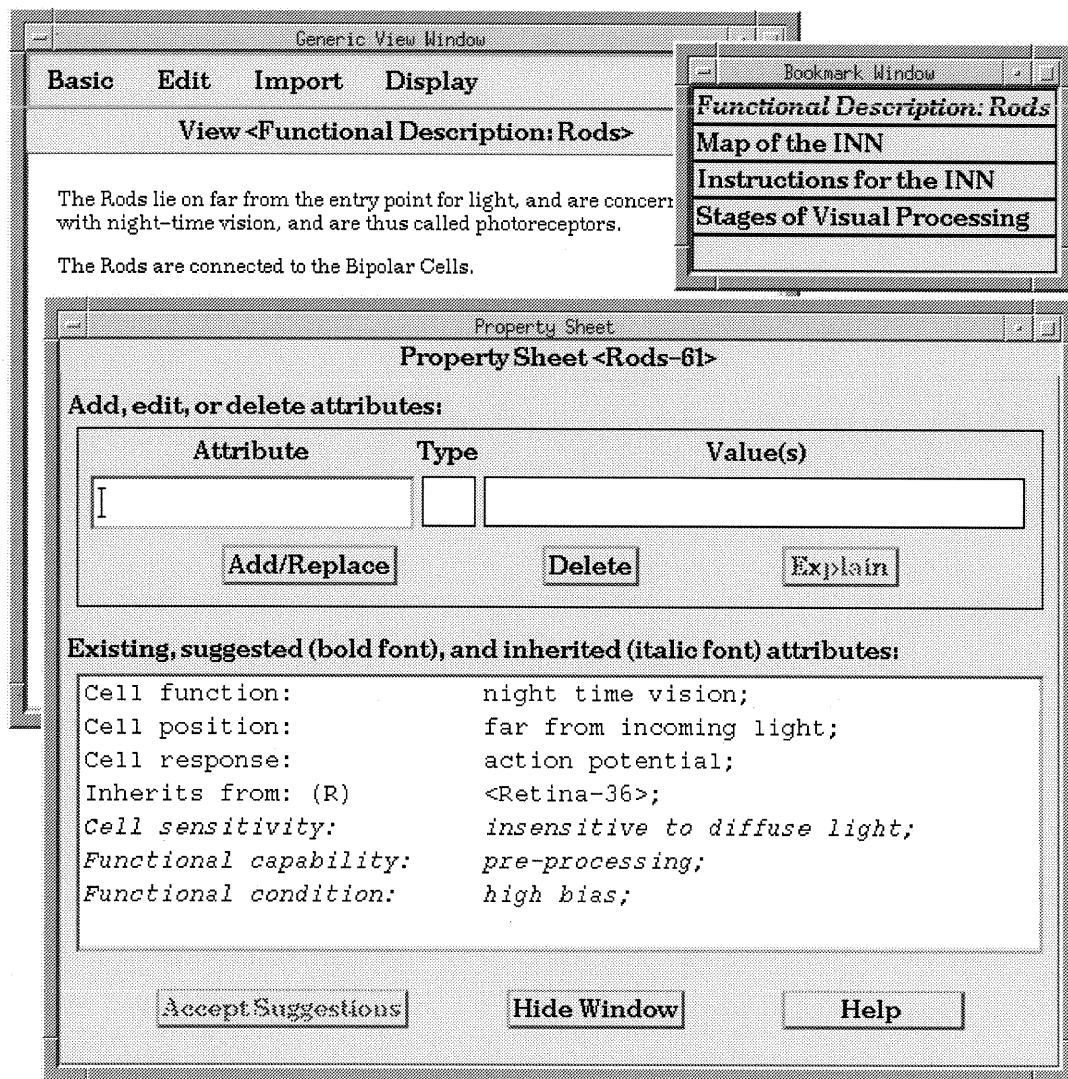 Generic View Window
Basic Edit Import Display
View <Functional Description: Rods>
The Rods lie on far from the entry point for light, and are concern
with night-time vision, and are thus called photoreceptors.
The Rods are connected to the Bipolar Cells.
Bookmark Window
Functional Description: Rods
Map of the INN
Instructions for the INN
Stages of Visual Processing
Property Sheet
Property Sheet <Rods-61>
Add, edit, or delete attributes:
Attribute Type Value(s)
Add/Replace Delete Explain
Existing, suggested (bold font), and inherited (italic font) attributes:
Cell function: night time vision;
Cell position: far from incoming light;
Cell response: action potential;
Inherits from: (R) <Retina-36>;
Cell sensitivity: insensitive to diffuse light;
Functional capability: pre-processing;
Functional condition: high bias;
Accept Suggestions Hide Window Help